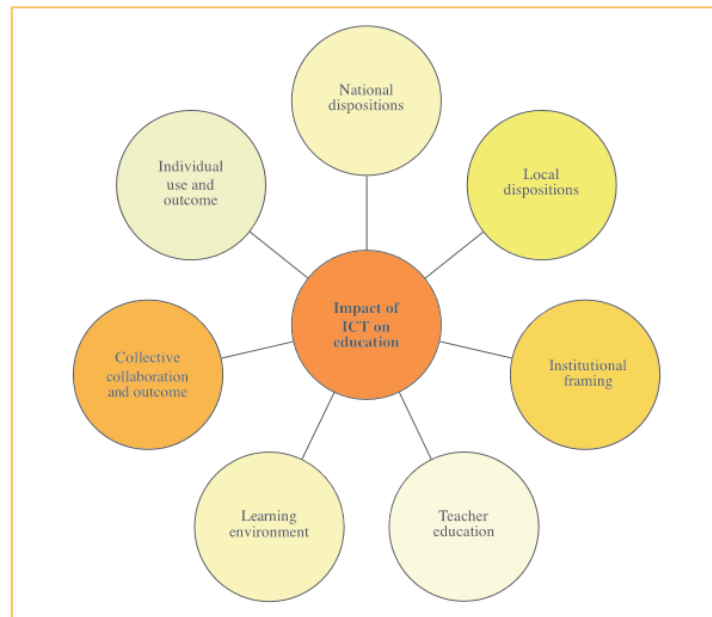 National
dispositions
Local
dispositions
Institutional
framing
Teacher
education
Learning
environment
Collective
collaboration
and outcome
Individual
use and
outcome
Impact of
ICT on
education